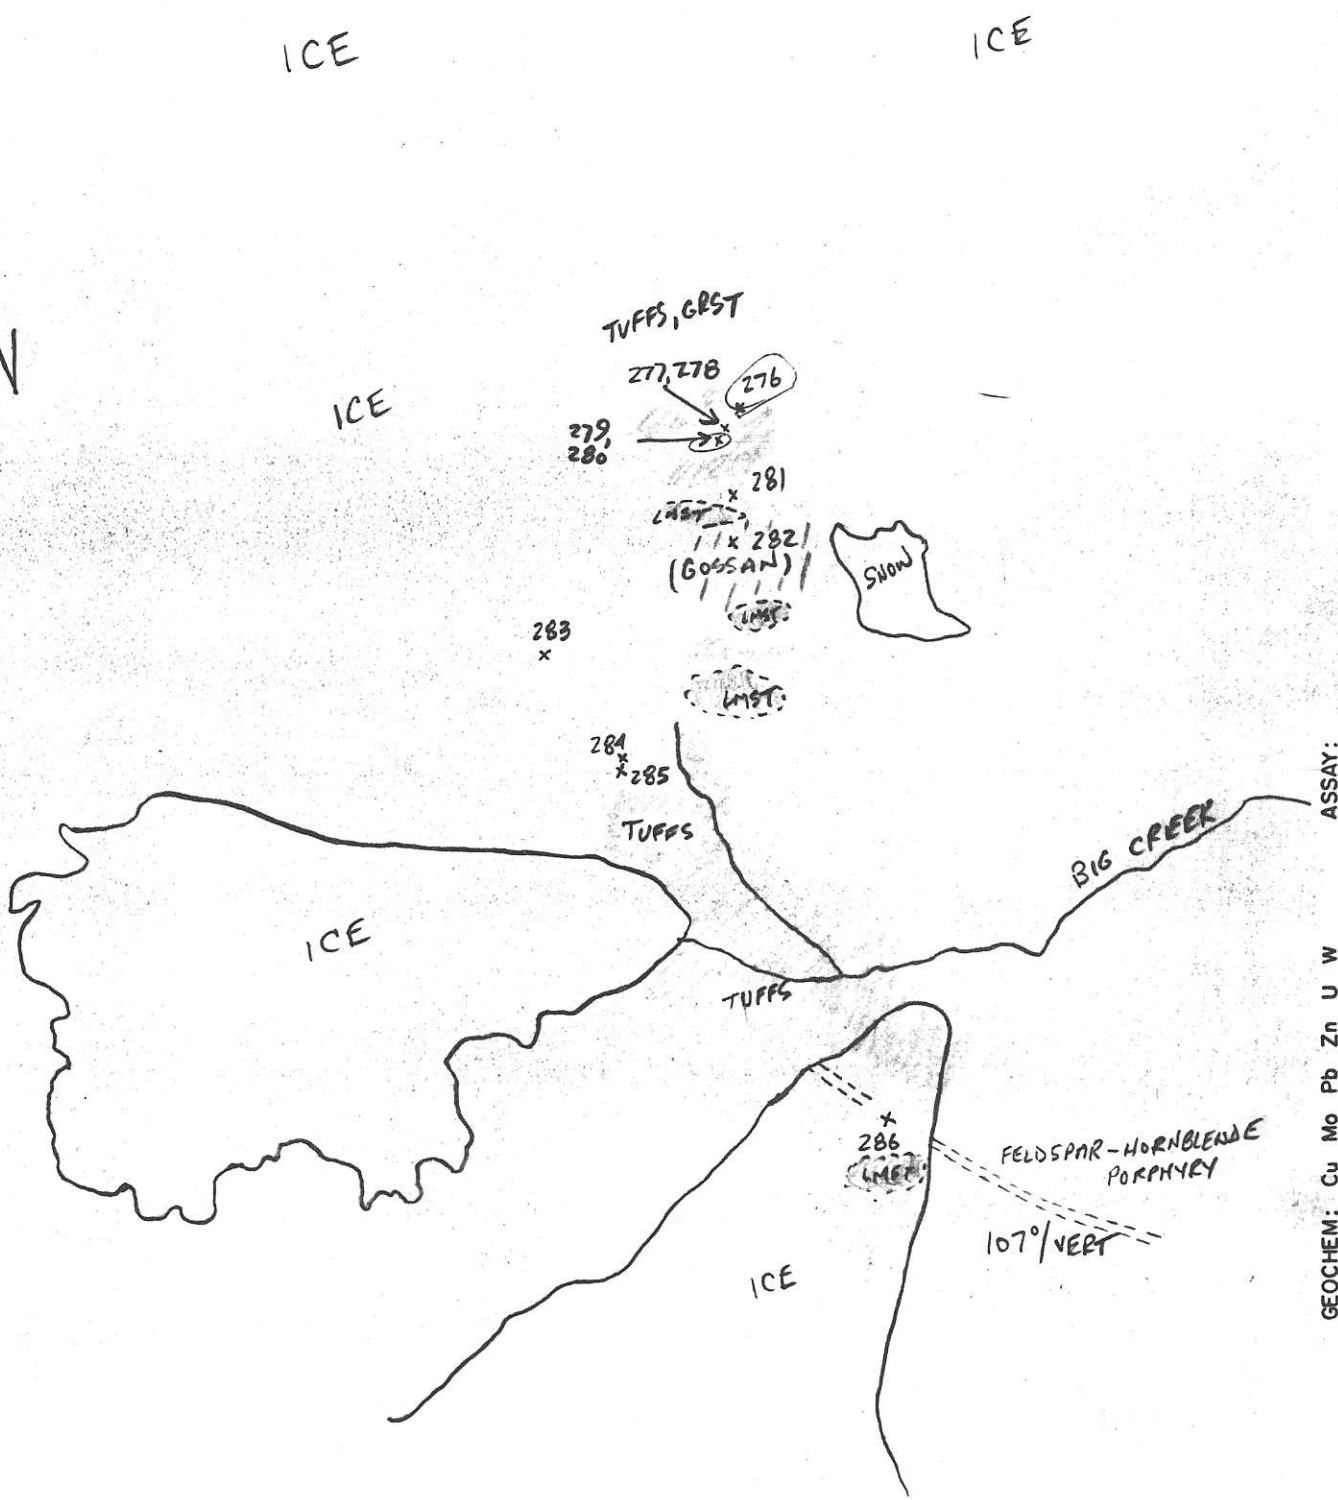 ICE
ICE
TUFFS, GRST
N
277,278
276
ICE
279,
280
281
LMST
282
(GOSSAN)
SNOW
LMST
283
LMST
284
285
TUFFS
BIG CREEK
ASSAY:
ICE
TUFFS
286
LMST
FELDSPAR-HORNBLENDE
PORPHYRY
107°/VERT
ICE
GEOCHEM: Cu Mo Pb Zn U W